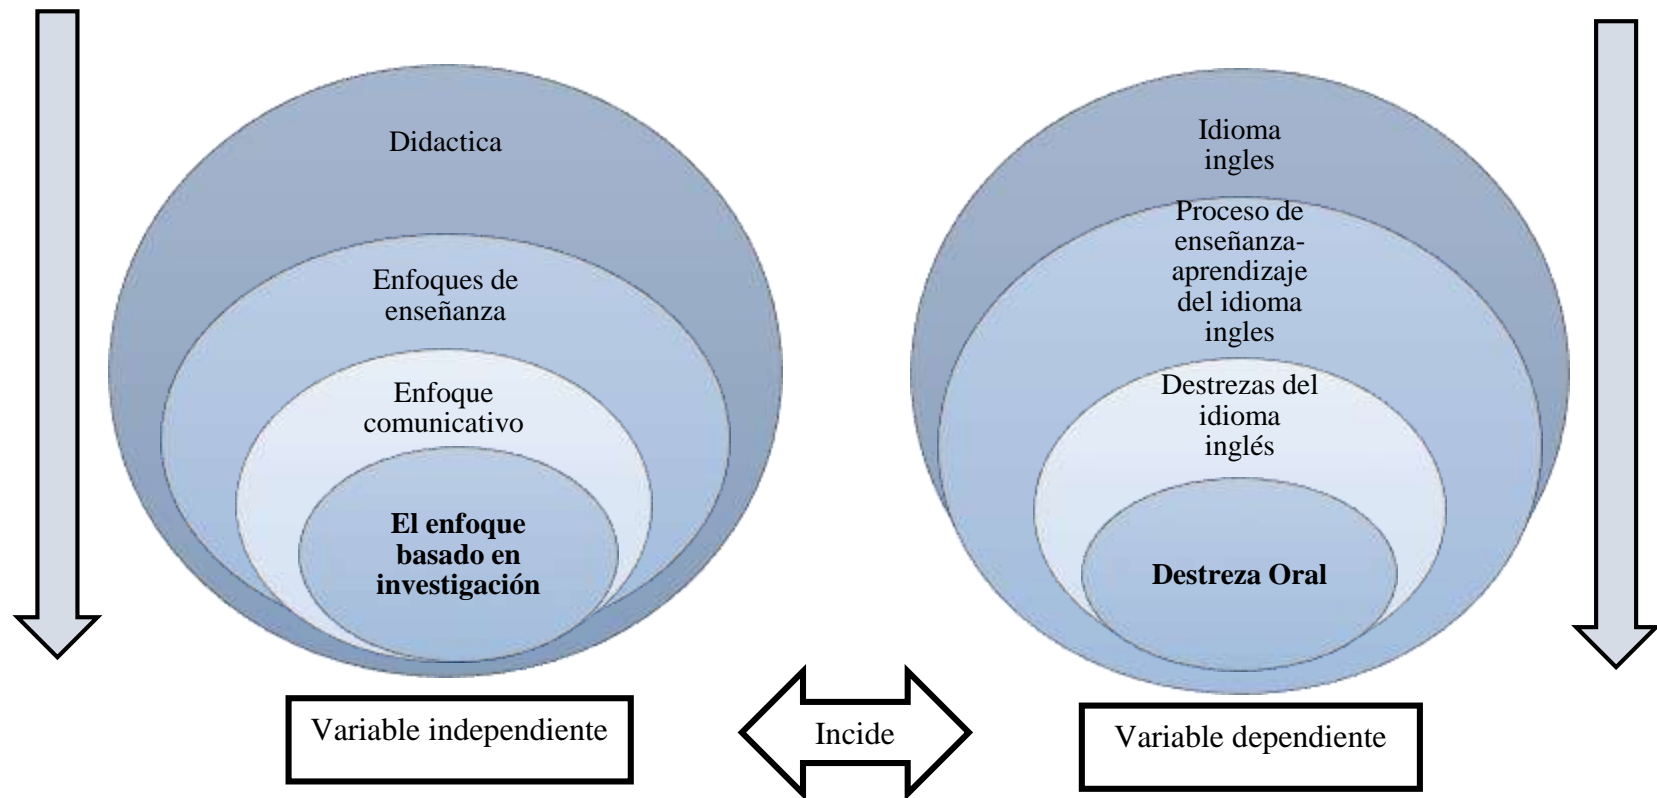 Didactica
Enfoques de
enseñanza
Enfoque
comunicativo
El enfoque
basado en
investigación
Variable independiente
Incide
Idioma
ingles
Proceso de
enseñanza-
aprendizaje
del idioma
ingles
Destrezas del
idioma
inglés
Destreza Oral
Variable dependiente